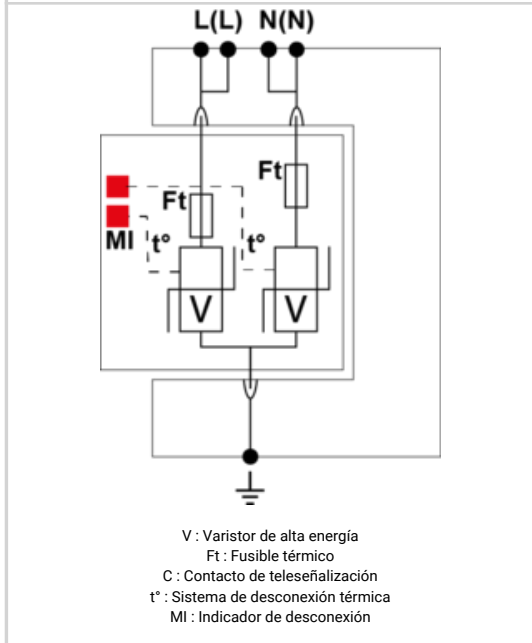 L(L) N(N)
Ft
Ft
MI t° t°
V V
V : Varistor de alta energía
Ft : Fusible térmico
C : Contacto de teleseñalización
t° : Sistema de desconexión térmica
MI : Indicador de desconexión